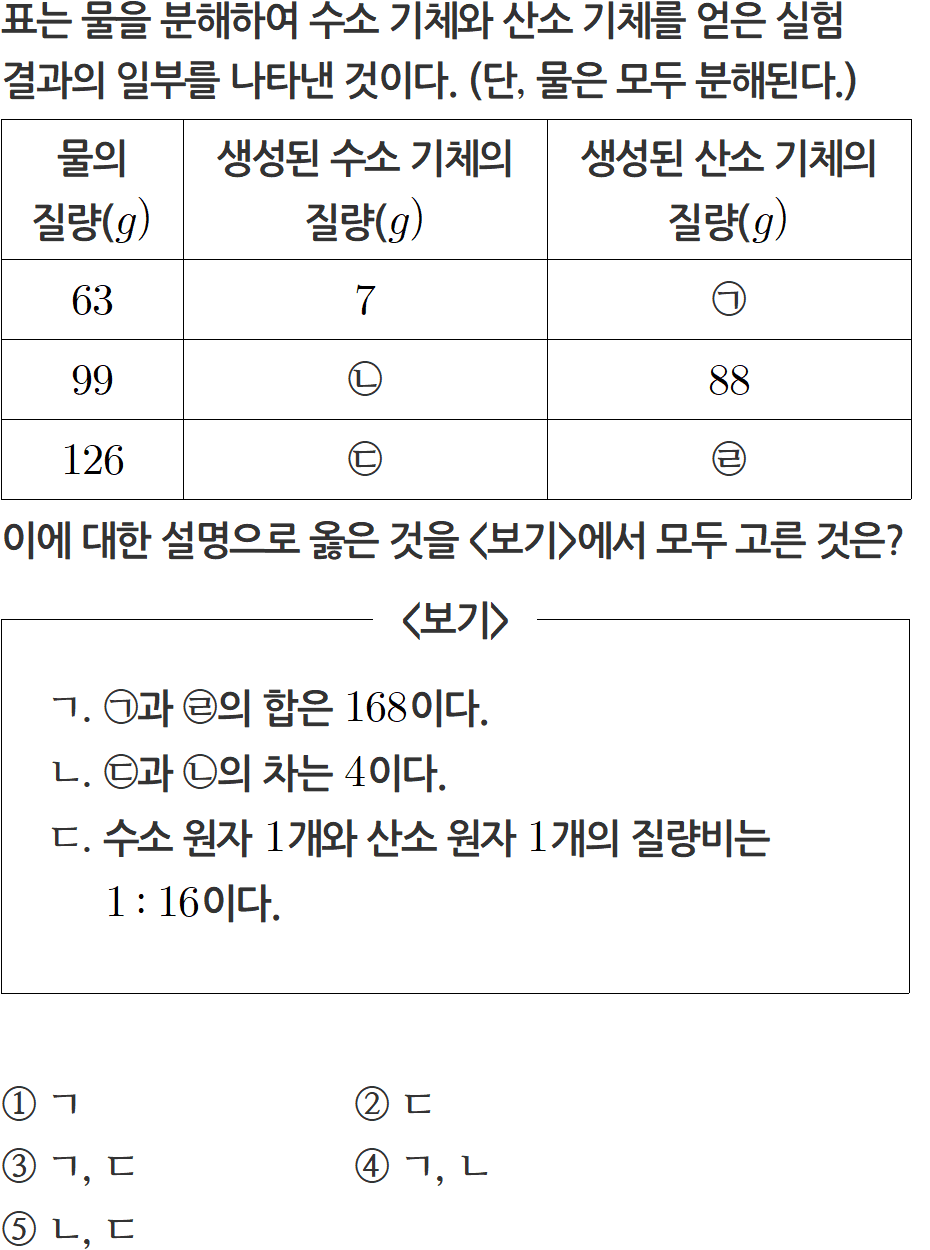 표는 물을 분해하여 수소 기체와 산소 기체를 얻은 실험
결과의 일부를 나타낸 것이다. (단, 물은 모두 분해된다.)
물의 생성된 수소 기체의 생성된 산소 기체의
질량(g) 질량(g) 질량(g)
63 7 ㉠
99 ㉡ 88
126 ㉢ ㉣
이에 대한 설명으로 옳은 것을 <보기>에서 모두 고른 것은?
<보기>
ㄱ. ㉠과 ㉣의 합은 168이다.
ㄴ. ㉢과 ㉡의 차는 4이다.
ㄷ. 수소 원자 1개와 산소 원자 1개의 질량비는
1 : 16이다.
① ㄱ ② ㄷ
③ ㄱ, ㄷ ④ ㄱ, ㄴ
⑤ ㄴ, ㄷ